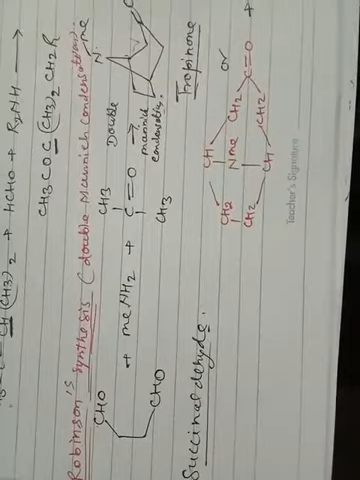 CH(CH3)2 + HCHO + R2NH →
CH3COC(CH3)2 CH2R
Robinson's synthesis (double Mannich condensation)
CHO
CHO
+ meNH2 +
CH3
C=O
CH3
Double
→
mannich
condensation.
me
N
O
Succinaldehyde.
Tropinone
or
CH2
CH
CH2
C=O
Nme
CH2
CH
CH2
+
Teacher's Signature